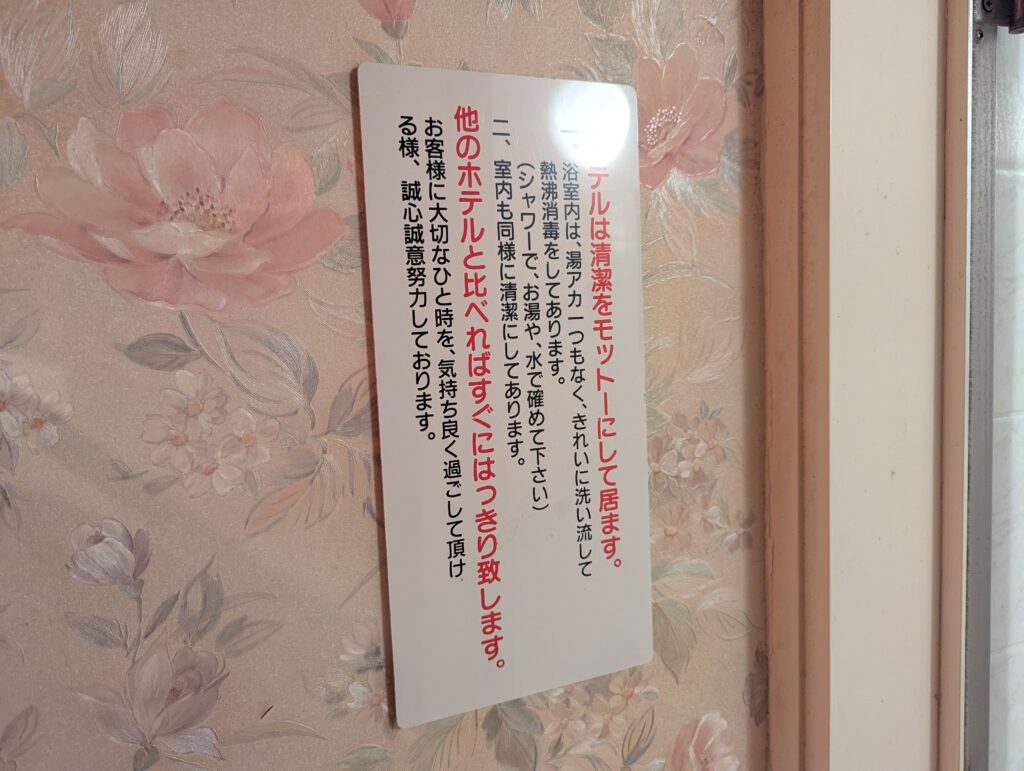 テルは清潔をモットーにして居ます。
一、浴室内は、湯アカ一つもなく、きれいに洗い流して
熱沸消毒をしてあります。
(シャワーで、お湯や、水で確めて下さい)
二、室内も同様に清潔にしてあります。
他のホテルと比べればすぐにはっきり致します。
お客様に大切なひと時を、気持ち良く過ごして頂け
る様、誠心誠意努力しております。